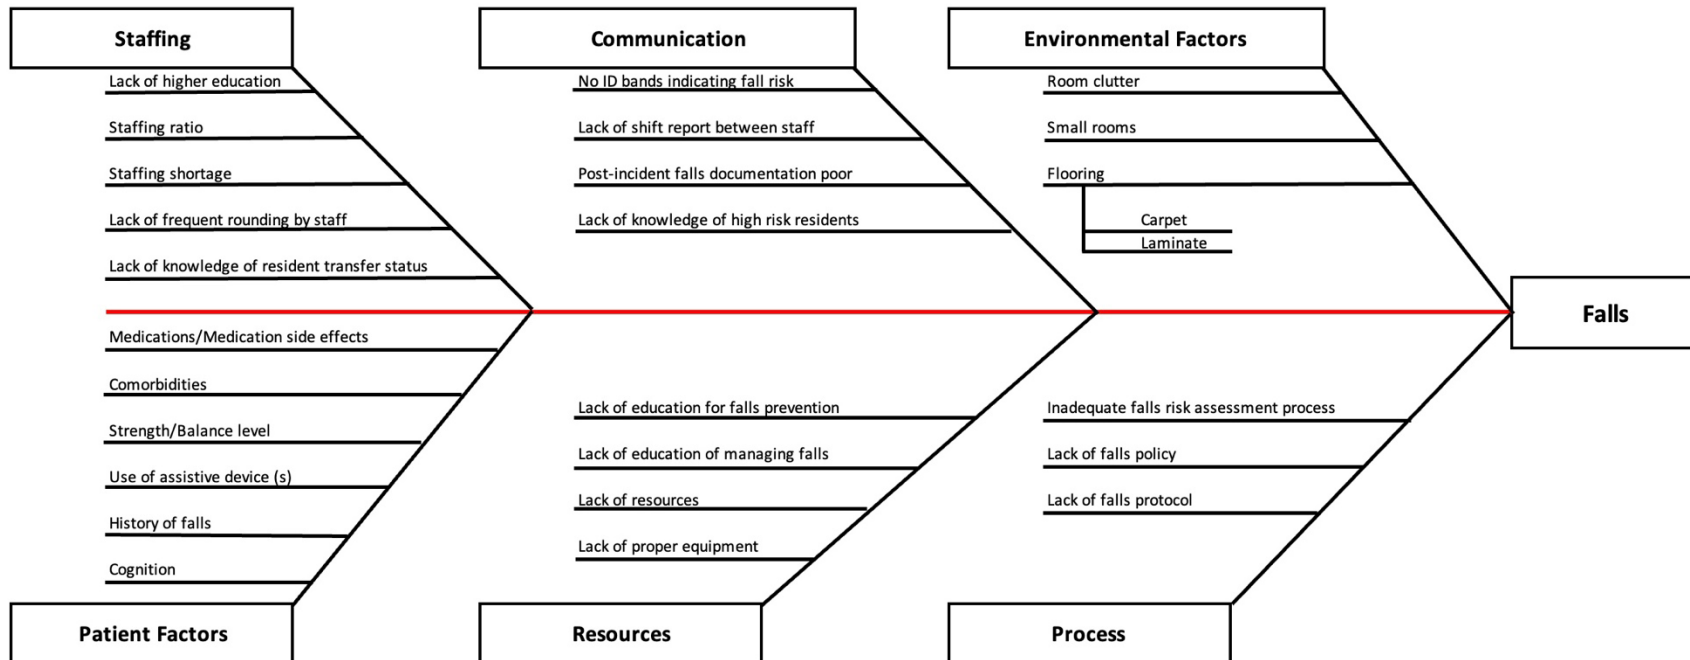 Staffing
Communication
Environmental Factors
Lack of higher education
Staffing ratio
Staffing shortage
Lack of frequent rounding by staff
Lack of knowledge of resident transfer status
No ID bands indicating fall risk
Lack of shift report between staff
Post-incident falls documentation poor
Lack of knowledge of high risk residents
Room clutter
Small rooms
Flooring
Carpet
Laminate
Falls
Medications/Medication side effects
Comorbidities
Strength/Balance level
Use of assistive device (s)
History of falls
Cognition
Lack of education for falls prevention
Lack of education of managing falls
Lack of resources
Lack of proper equipment
Inadequate falls risk assessment process
Lack of falls policy
Lack of falls protocol
Patient Factors
Resources
Process